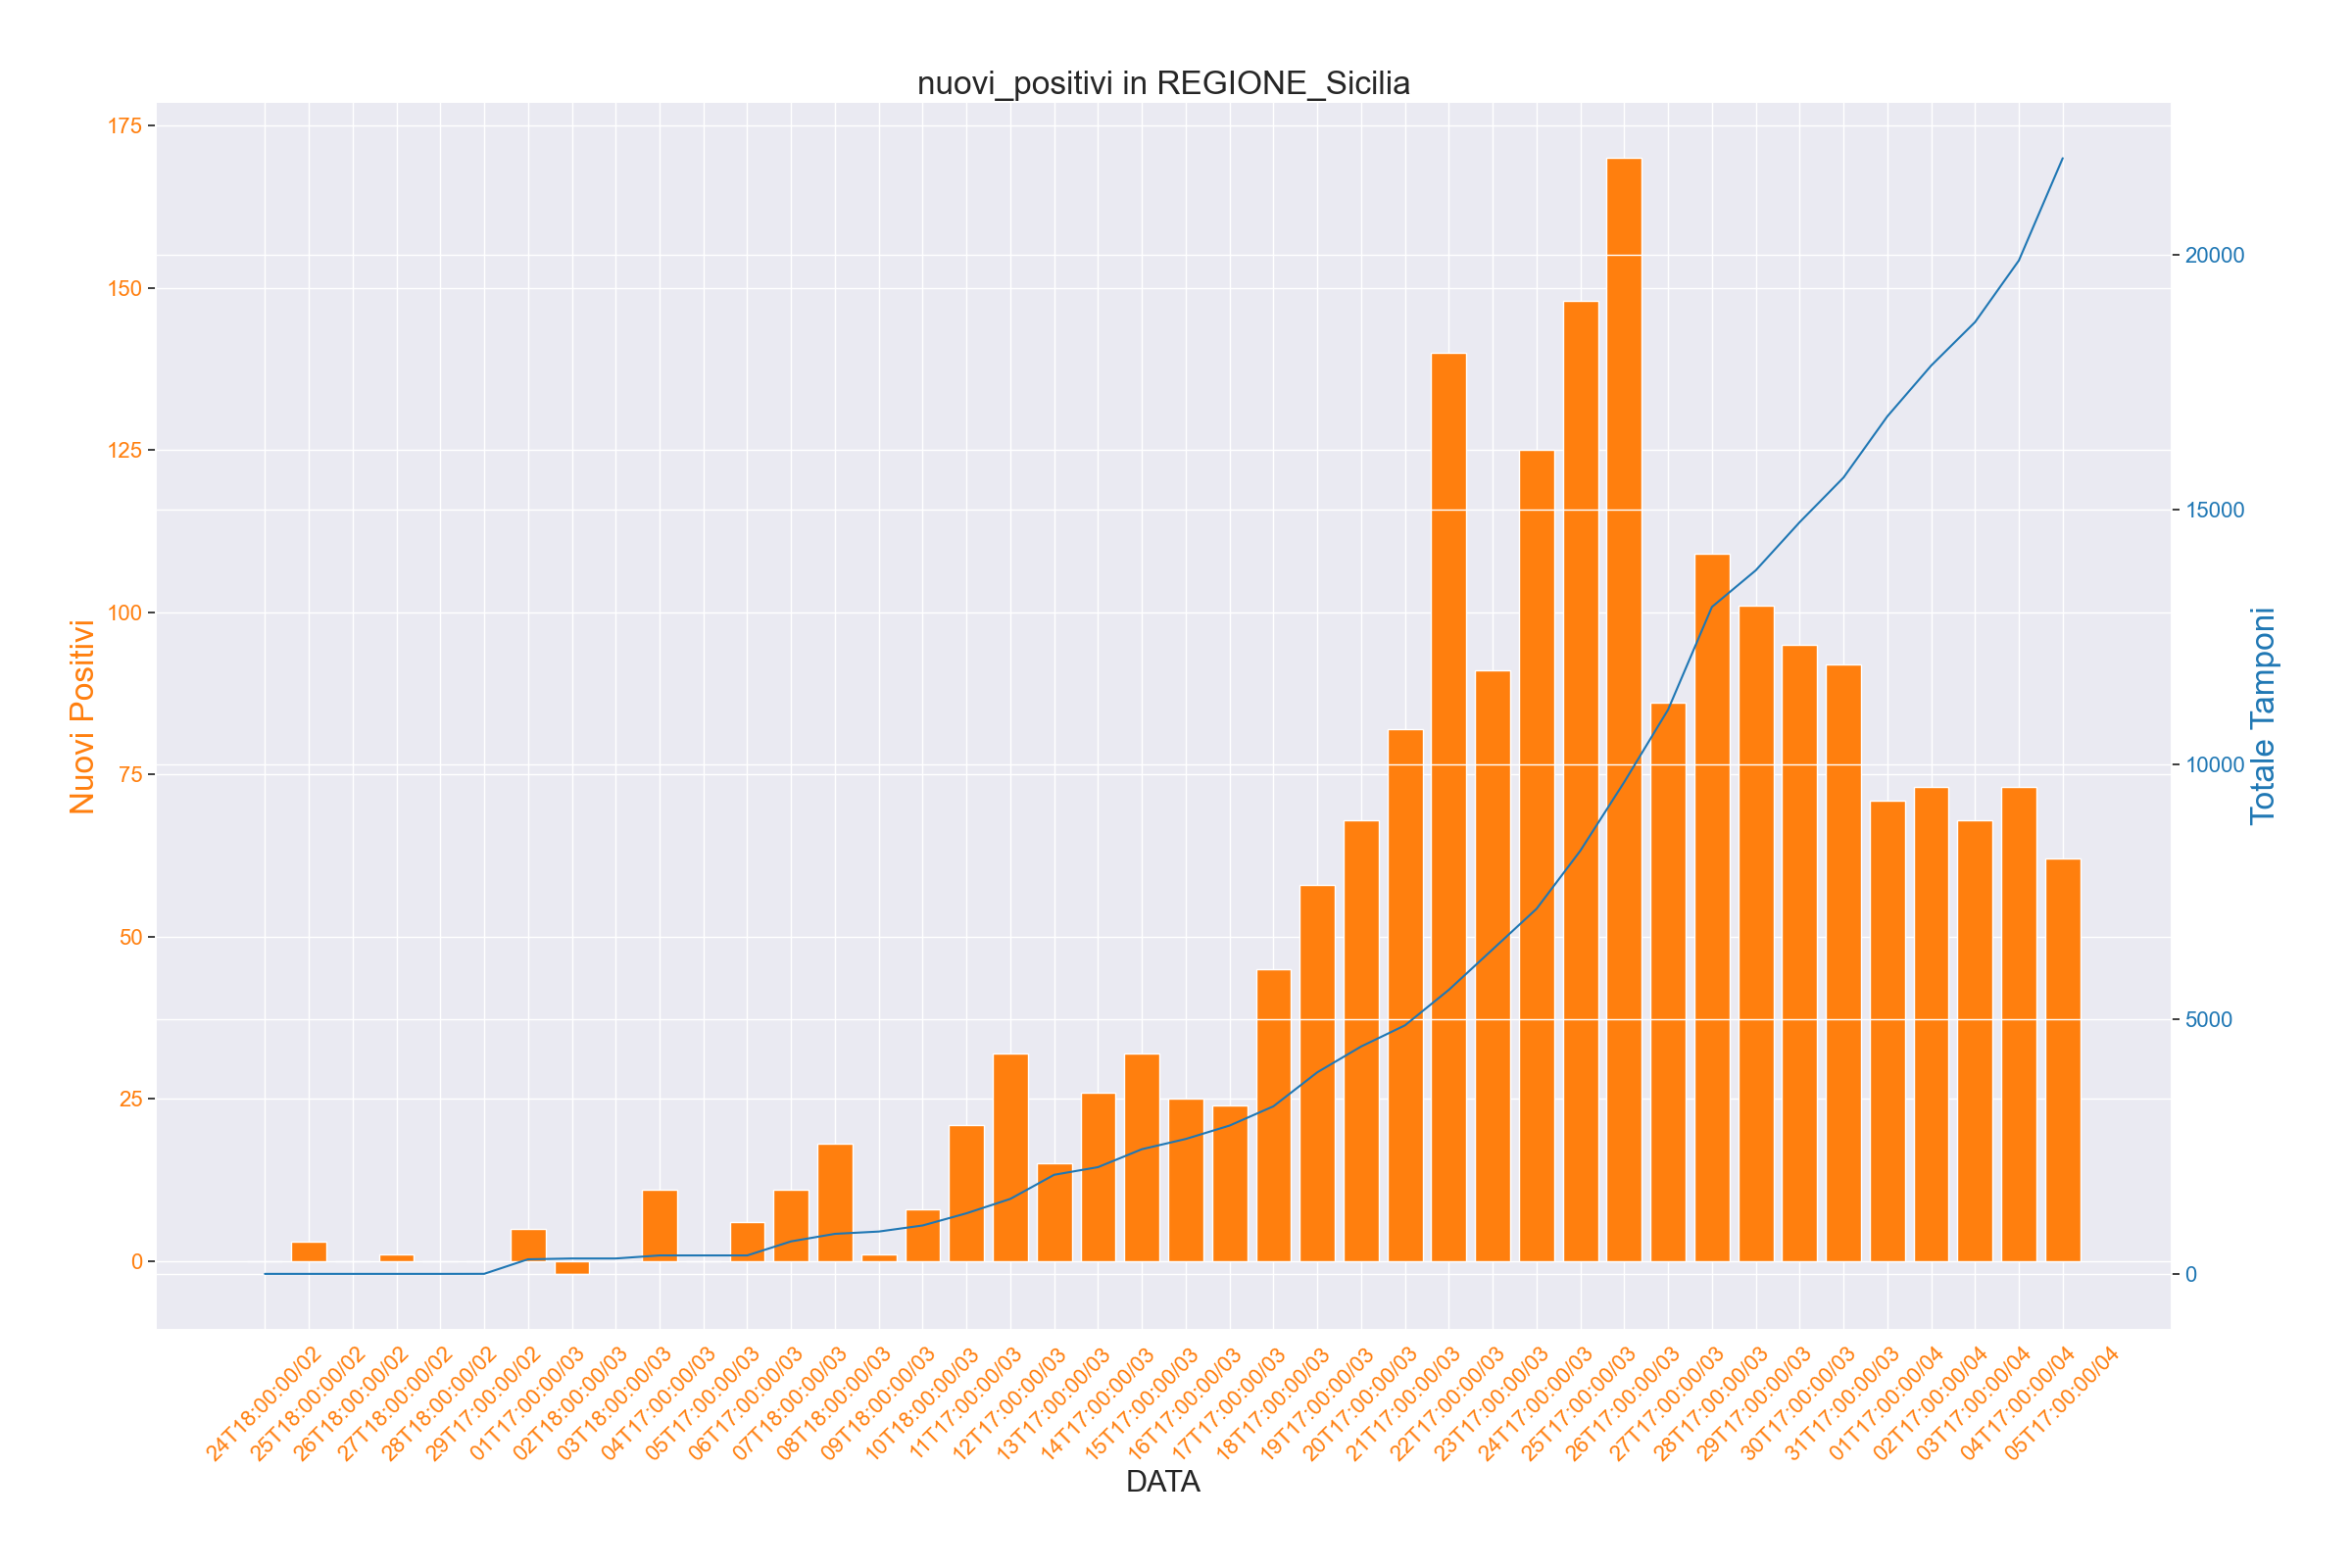 nuovi_positivi in REGIONE_Sicilia
175
150
125
100
75
50
25
0
Nuovi Positivi
20000
15000
10000
5000
0
Totale Tamponi
24T18:00:00/02
25T18:00:00/02
26T18:00:00/02
27T18:00:00/02
28T18:00:00/02
29T17:00:00/02
01T17:00:00/03
02T18:00:00/03
03T18:00:00/03
04T17:00:00/03
05T17:00:00/03
06T17:00:00/03
07T18:00:00/03
08T18:00:00/03
09T18:00:00/03
10T18:00:00/03
11T17:00:00/03
12T17:00:00/03
13T17:00:00/03
14T17:00:00/03
15T17:00:00/03
16T17:00:00/03
17T17:00:00/03
18T17:00:00/03
19T17:00:00/03
20T17:00:00/03
21T17:00:00/03
22T17:00:00/03
23T17:00:00/03
24T17:00:00/03
25T17:00:00/03
26T17:00:00/03
27T17:00:00/03
28T17:00:00/03
29T17:00:00/03
30T17:00:00/03
31T17:00:00/03
01T17:00:00/04
02T17:00:00/04
03T17:00:00/04
04T17:00:00/04
05T17:00:00/04
DATA